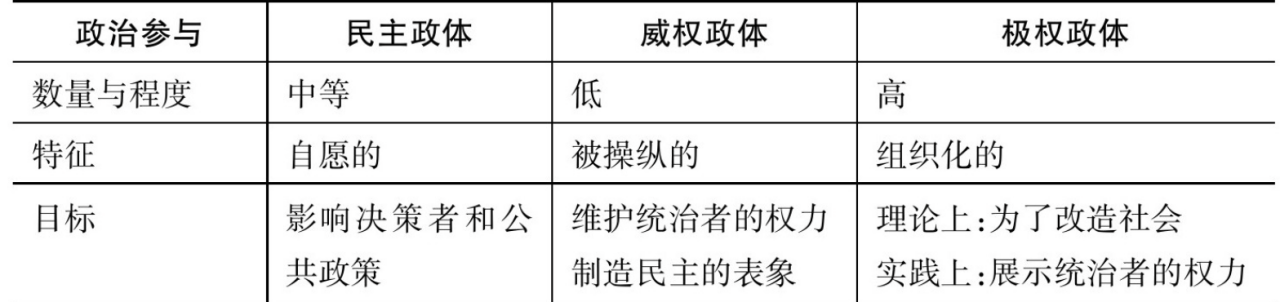 政治参与 民主政体 威权政体 极权政体
数量与程度 中等 低 高
特征 自愿的 被操纵的 组织化的
目标 影响决策者和公 维护统治者的权力 理论上:为了改造社会
共政策 制造民主的表象 实践上:展示统治者的权力